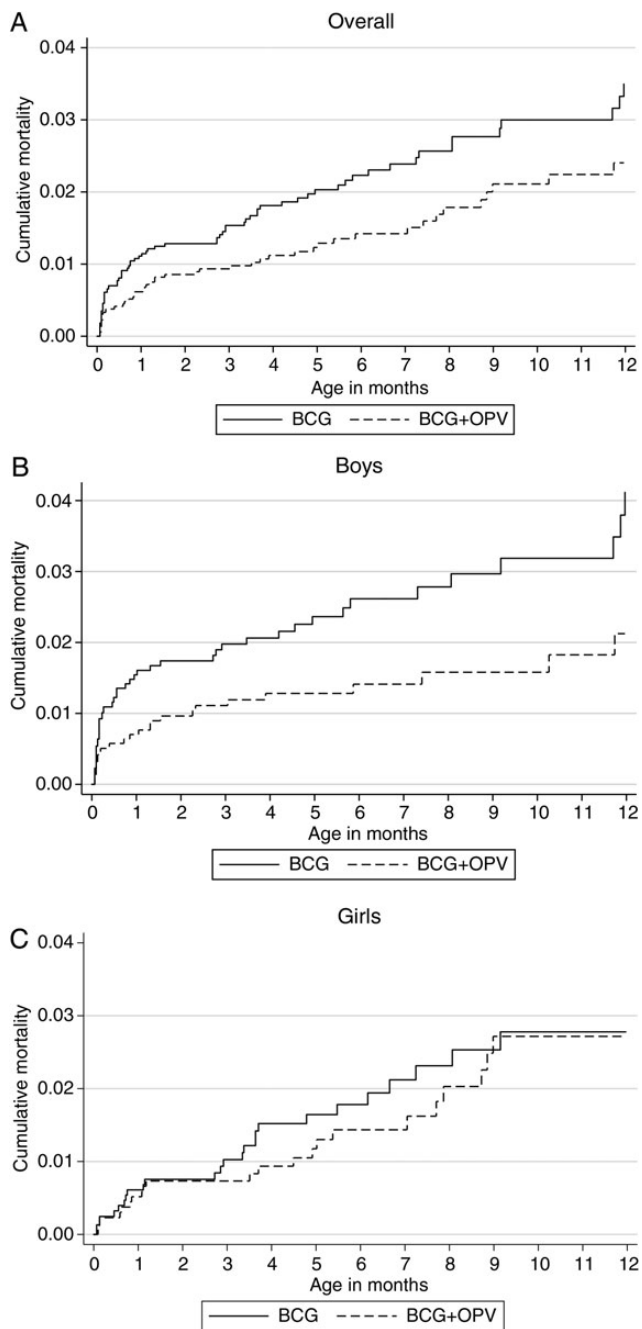 A
Overall
Cumulative mortality
0.04
0.03
0.02
0.01
0.00
0 1 2 3 4 5 6 7 8 9 10 11 12
Age in months
BCG BCG+OPV
B
Boys
Cumulative mortality
0.04
0.03
0.02
0.01
0.00
0 1 2 3 4 5 6 7 8 9 10 11 12
Age in months
BCG BCG+OPV
C
Girls
Cumulative mortality
0.04
0.03
0.02
0.01
0.00
0 1 2 3 4 5 6 7 8 9 10 11 12
Age in months
BCG BCG+OPV